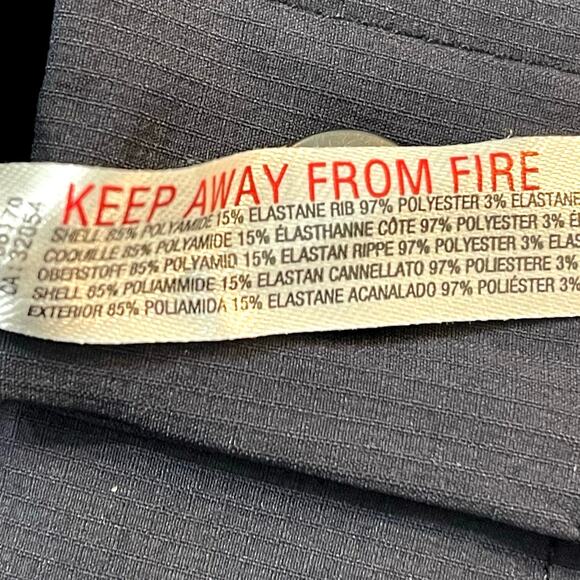 KEEP AWAY FROM FIRE
SHELL 85% POLYAMIDE 15% ELASTANE RIB 97% POLYESTER 3% ELASTANE
COQUILLE 85% POLYAMIDE 15% ÉLASTHANNE CÔTE 97% POLYESTER 3%
OBERSTOFF 85% POLYAMID 15% ELASTAN RIPPE 97% POLYESTER 3% ELAS
SHELL 85% POLIAMMIDE 15% ELASTAN CANNELLATO 97% POLIESTERE 3%
EXTERIOR 85% POLIAMIDA 15% ELASTANE ACANALADO 97% POLIÉSTER 3%
32054